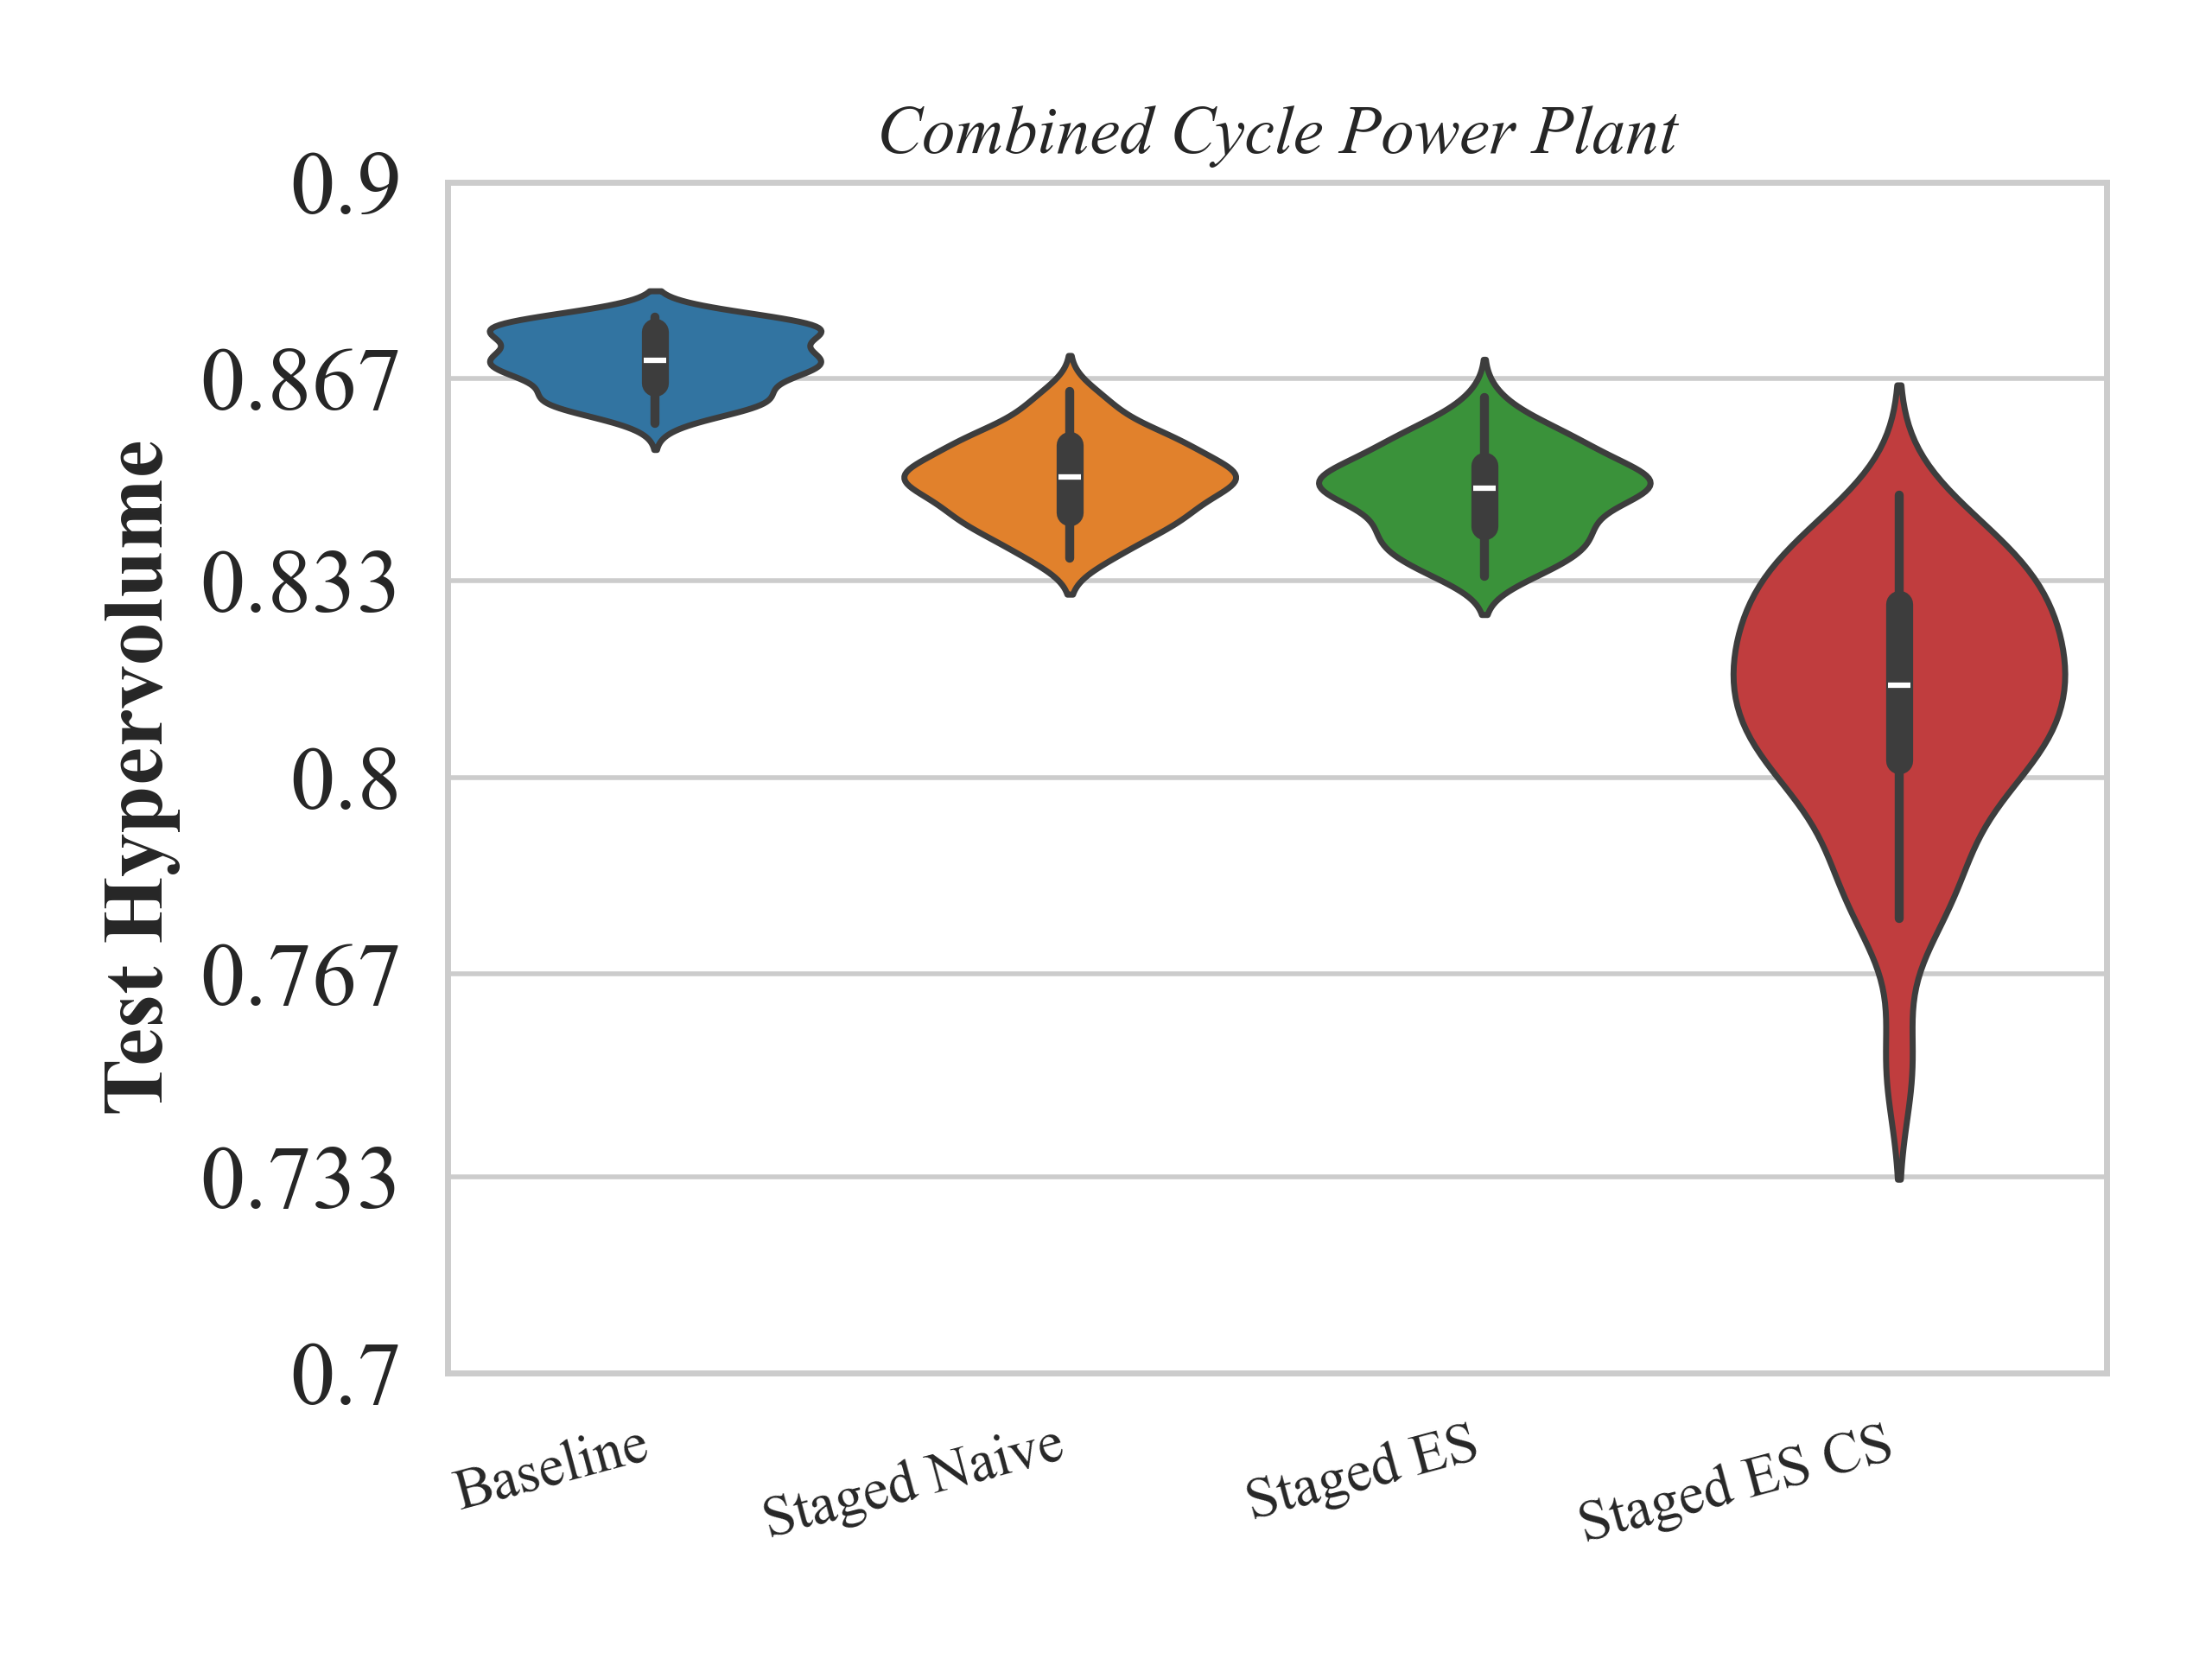 Combined Cycle Power Plant
0.9
0.867
0.833
0.8
0.767
0.733
0.7
Test Hypervolume
Baseline
Staged Naive
Staged ES
Staged ES CS